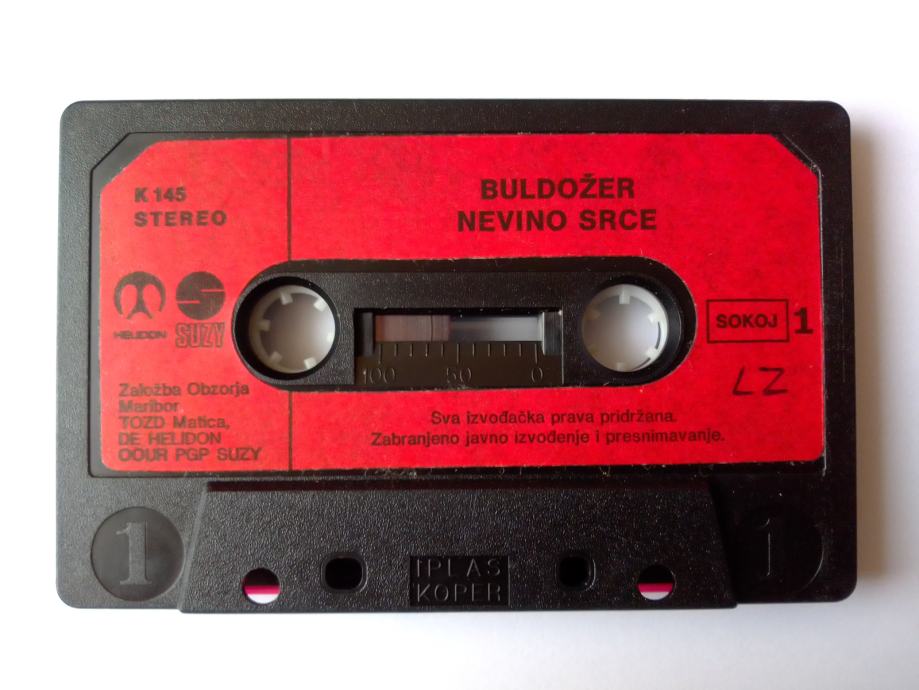 K 145
STEREO
BULDOŽER
NEVINO SRCE
HELIDON
SUZY
SOKOJ 1
100 50 0
LZ
Založba Obzorja
Maribor
TOZD Matica,
DE HELIDON
OOUR PGP SUZY
Sva izvođačka prava pridržana.
Zabranjeno javno izvođenje i presnimavanje.
1
1
IPLAS
KOPER